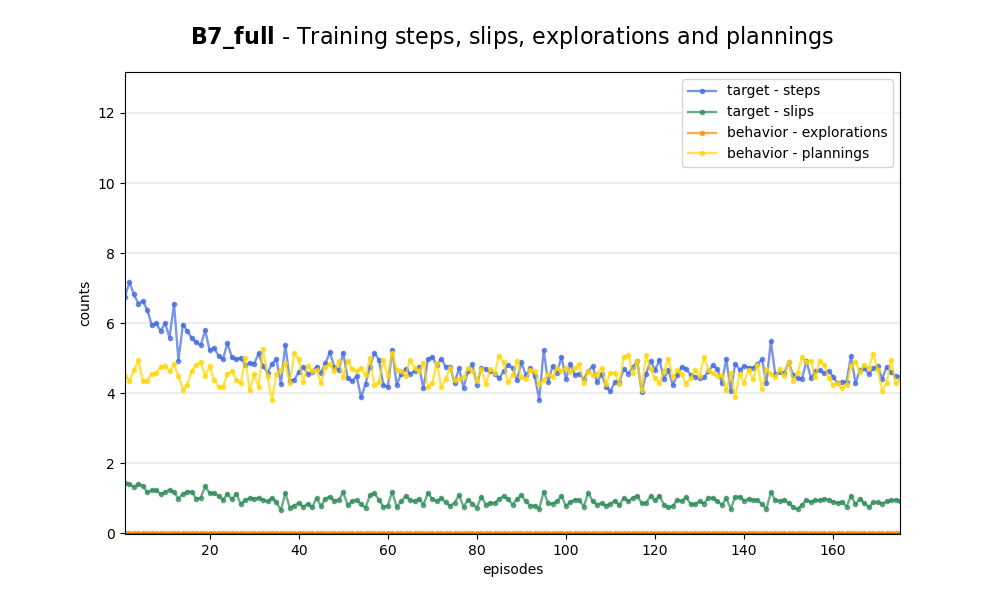 B7_full - Training steps, slips, explorations and plannings
target - steps
target - slips
behavior - explorations
behavior - plannings
counts
12
10
8
6
4
2
0
20 40 60 80 100 120 140 160
episodes